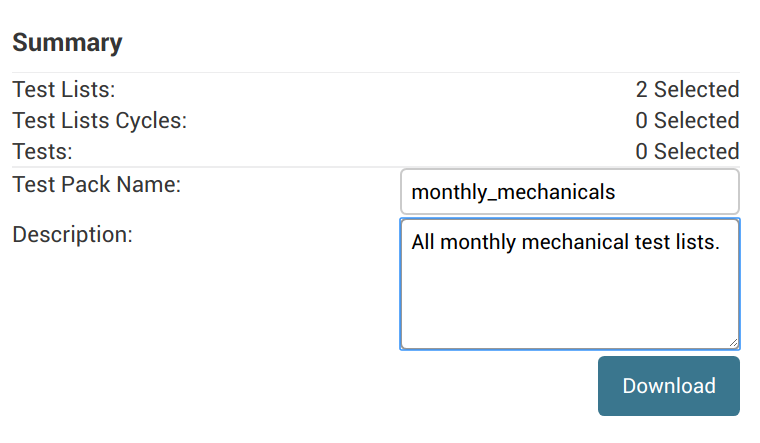 Summary
Test Lists: 2 Selected
Test Lists Cycles: 0 Selected
Tests: 0 Selected
Test Pack Name: monthly_mechanicals
Description: All monthly mechanical test lists.
Download